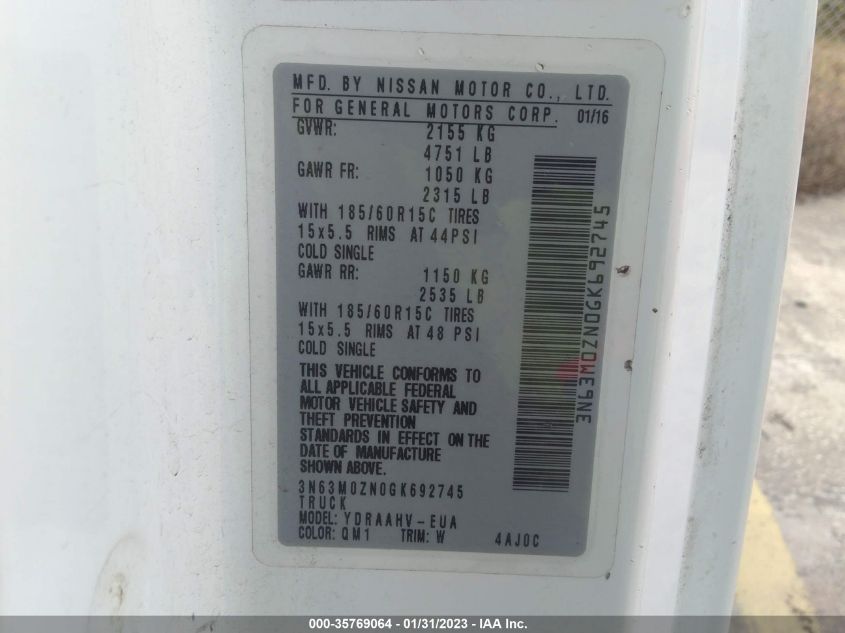 MFD. BY NISSAN MOTOR CO., LTD.
FOR GENERAL MOTORS CORP. 01/16
GVWR: 2155 KG
4751 LB
GAWR FR: 1050 KG
2315 LB
WITH 185/60R15C TIRES
15x5.5 RIMS AT 44PSI
COLD SINGLE
GAWR RR: 1150 KG
2535 LB
WITH 185/60R15C TIRES
15x5.5 RIMS AT 48 PSI
COLD SINGLE
THIS VEHICLE CONFORMS TO
ALL APPLICABLE FEDERAL
MOTOR VEHICLE SAFETY AND
THEFT PREVENTION
STANDARDS IN EFFECT ON THE
DATE OF MANUFACTURE
SHOWN ABOVE.
3N63M0ZN0GK692745
TRUCK
MODEL: YDRAAHV-EUA
COLOR: QM1 TRIM: W 4AJ0C
3N63M0ZN0GK692745
000-35769064 / 01/31/2023 - IAA Inc.